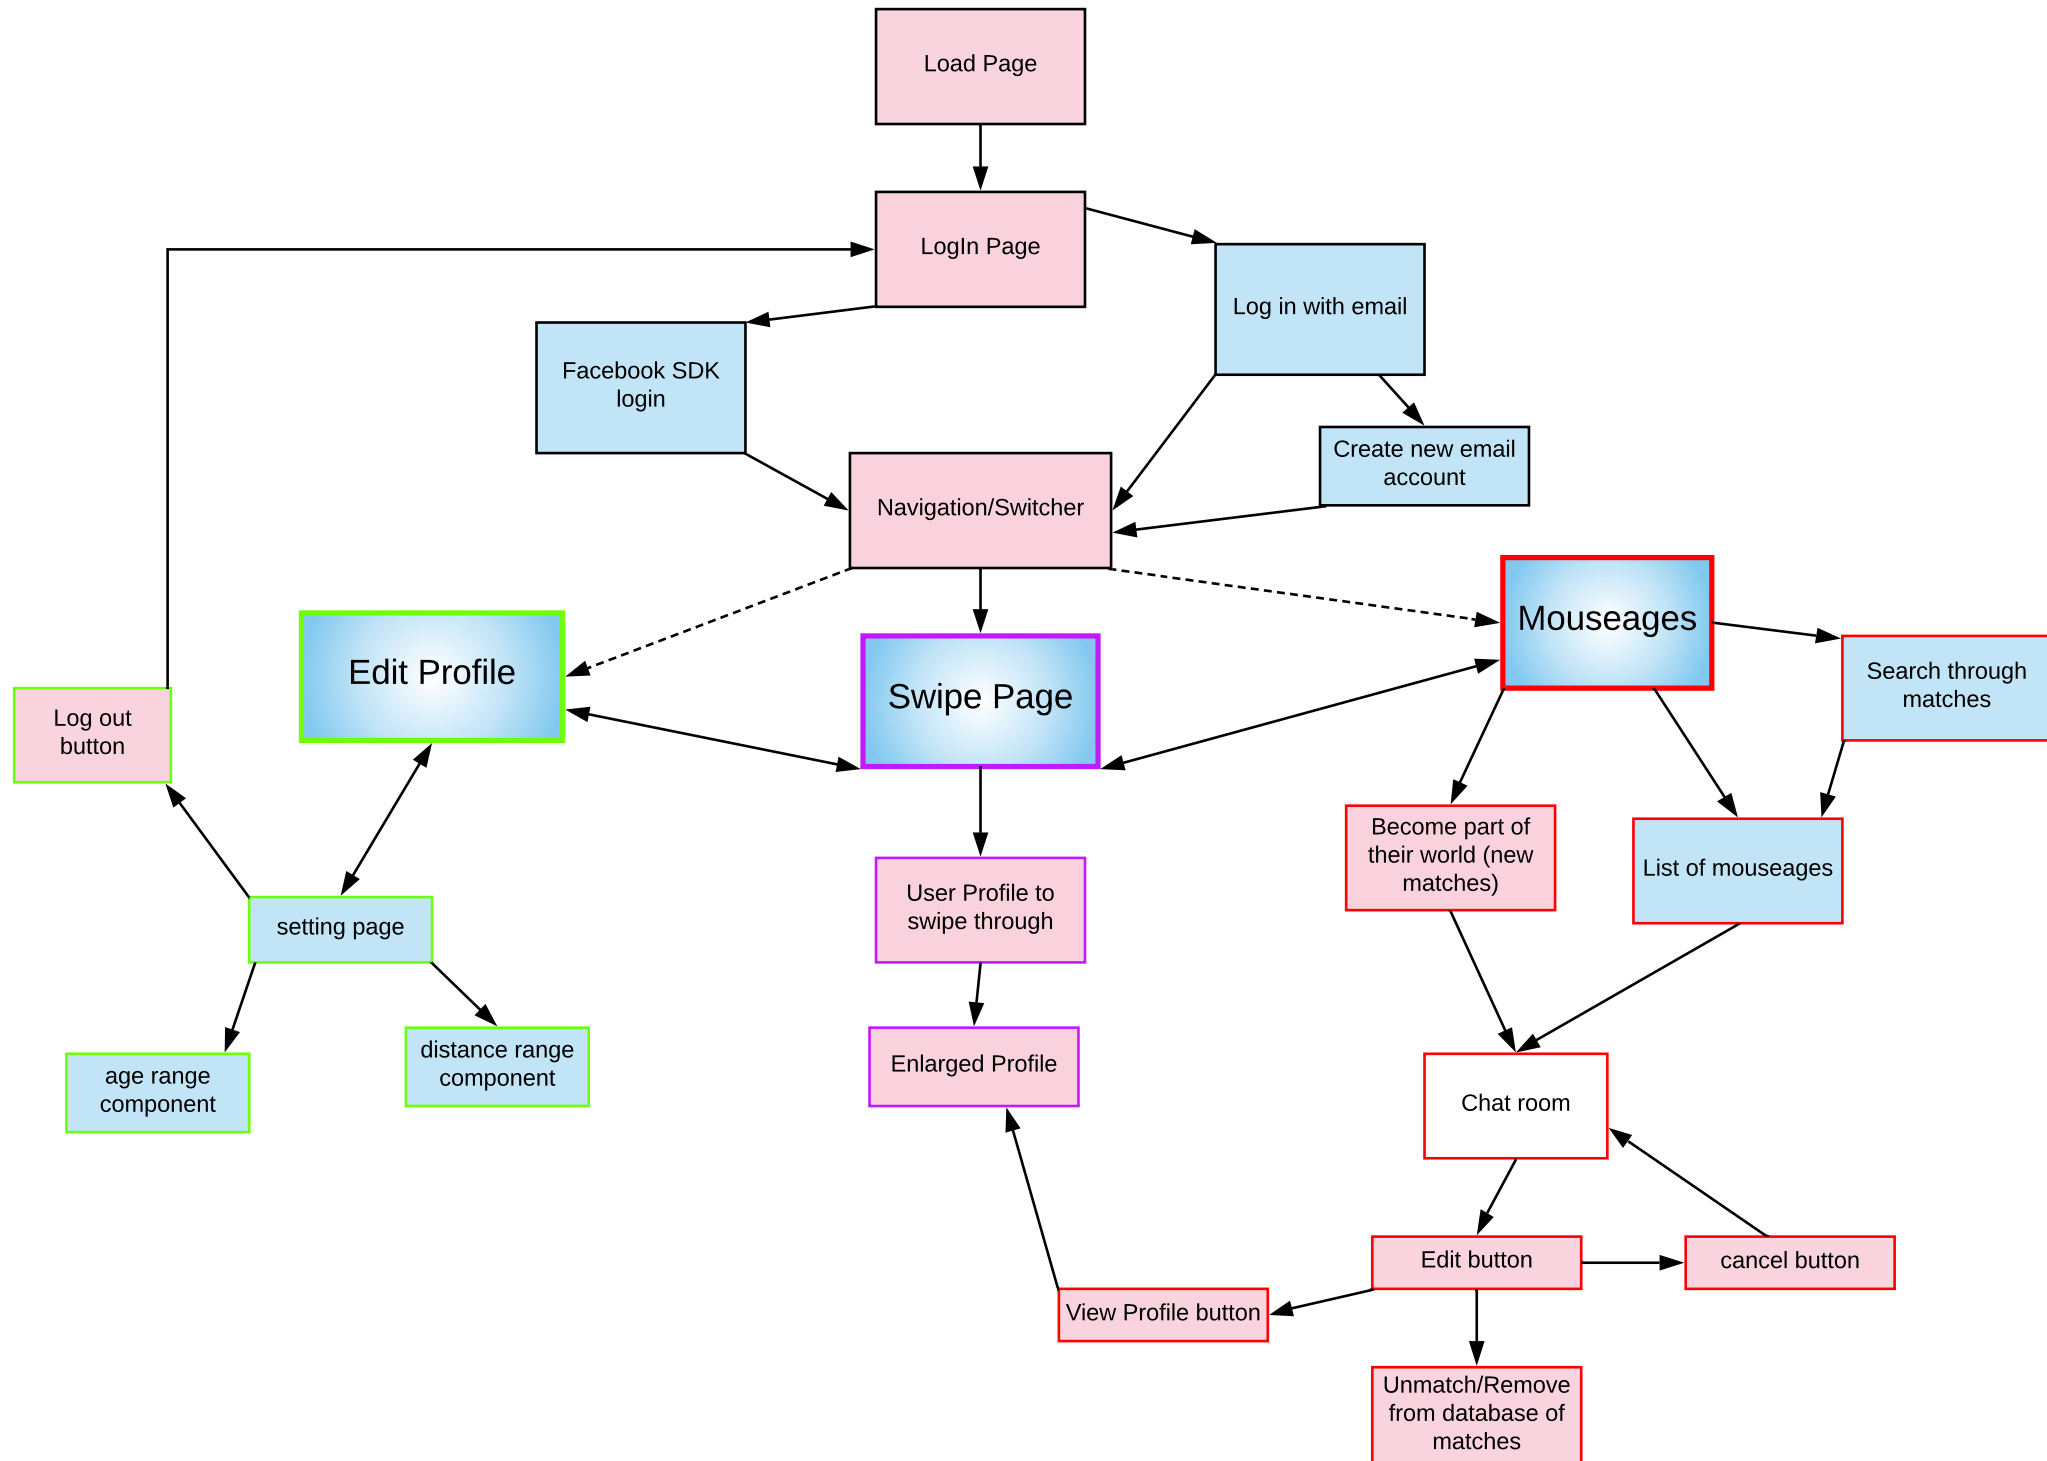 Load Page
LogIn Page
Log in with email
Facebook SDK
login
Create new email
account
Navigation/Switcher
Mouseages
Edit Profile
Swipe Page
Search through
matches
Log out
button
Become part of
their world (new
matches)
List of mouseages
User Profile to
swipe through
setting page
distance range
component
Enlarged Profile
age range
component
Chat room
Edit button
cancel button
View Profile button
Unmatch/Remove
from database of
matches